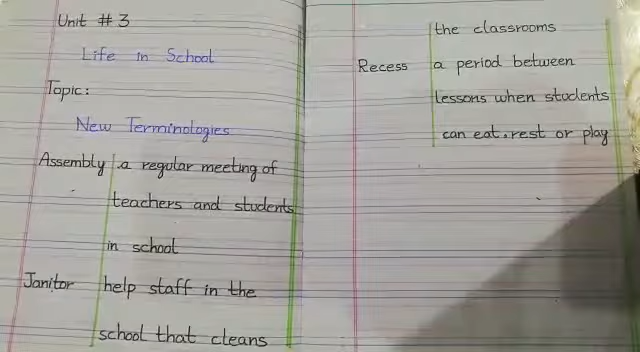 Unit # 3
Life in School
Topic:
New Terminologies
Assembly a regular meeting of
teachers and students
in school
Janitor help staff in the
school that cleans
the classrooms
Recess a period between
lessons when students
can eat, rest or play